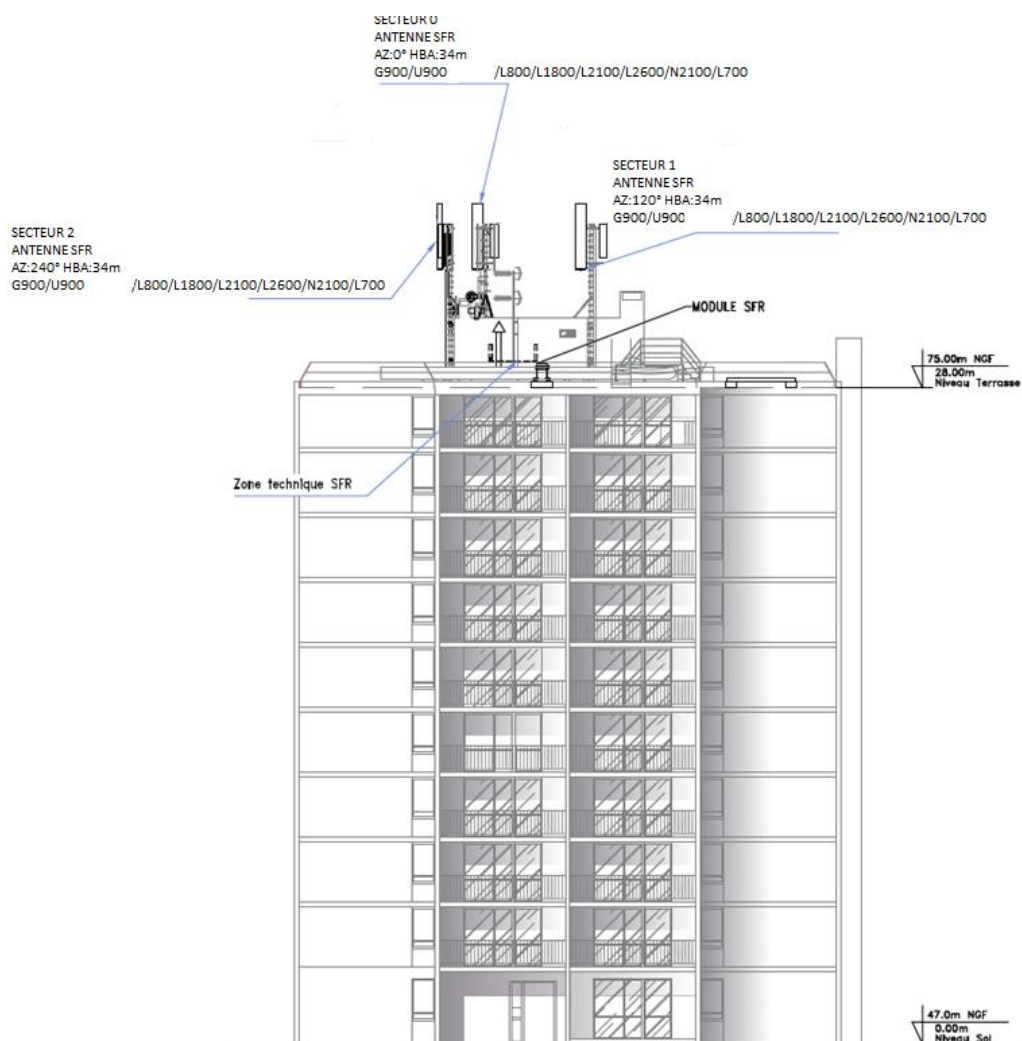 SECTEUR 0
ANTENNE SFR
AZ:0° HBA:34m
G900/U900 /L800/L1800/L2100/L2600/N2100/L700
SECTEUR 1
ANTENNE SFR
AZ:120° HBA:34m
G900/U900 /L800/L1800/L2100/L2600/N2100/L700
SECTEUR 2
ANTENNE SFR
AZ:240° HBA:34m
G900/U900 /L800/L1800/L2100/L2600/N2100/L700
MODULE SFR
75.00m NGF
28.00m
Niveau Terrasse
Zone technique SFR
47.0m NGF
0.00m
Niveau Sol